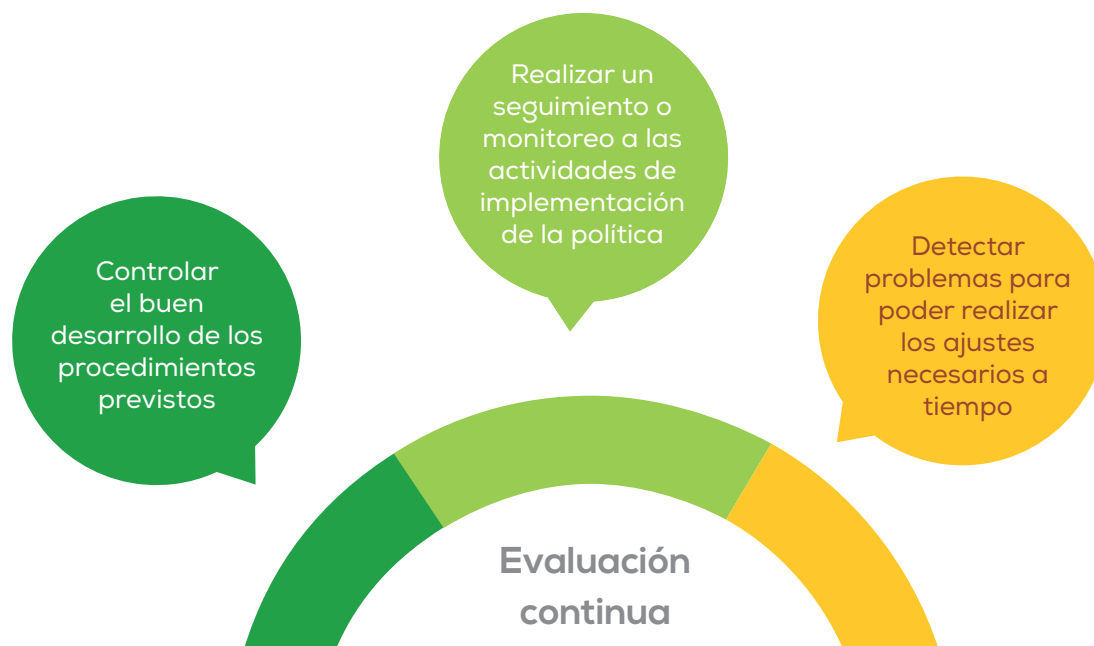 Realizar un
seguimiento o
monitoreo a las
actividades de
implementación
de la política
Controlar
el buen
desarrollo de los
procedimientos
previstos
Detectar
problemas para
poder realizar
los ajustes
necesarios a
tiempo
Evaluación
continua